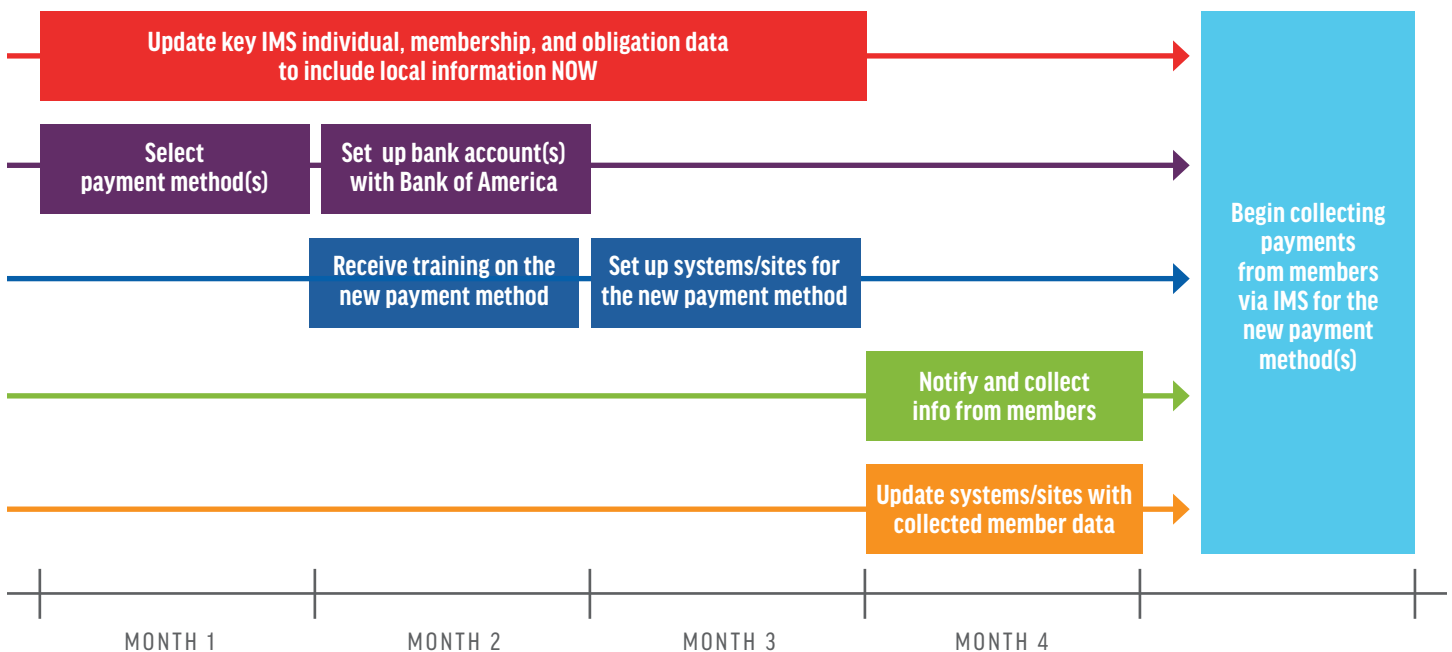 Update key IMS individual, membership, and obligation data
to include local information NOW
Select
payment method(s)
Set up bank account(s)
with Bank of America
Receive training on the
new payment method
Set up systems/sites for
the new payment method
Notify and collect
info from members
Update systems/sites with
collected member data
Begin collecting
payments
from members
via IMS for the
new payment
method(s)
MONTH 1
MONTH 2
MONTH 3
MONTH 4